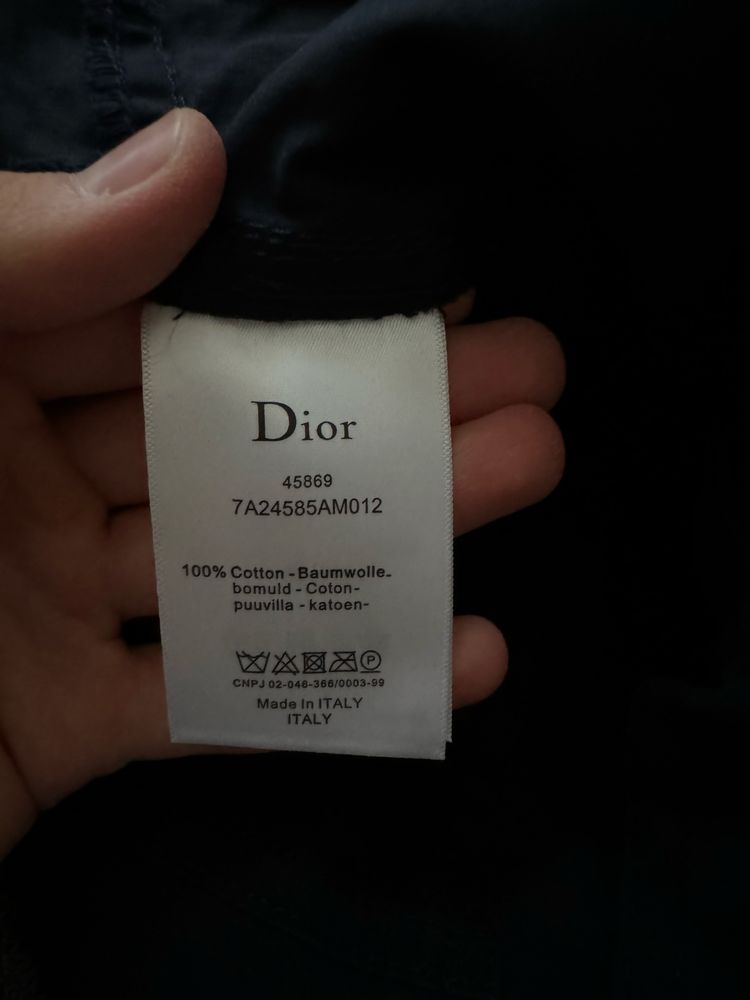 Dior
45869
7A24585AM012
100% Cotton - Baumwolle-
bomuld - Coton-
puuvilla - katoen-
P
CNPJ 02-048-366/0003-99
Made in ITALY
ITALY